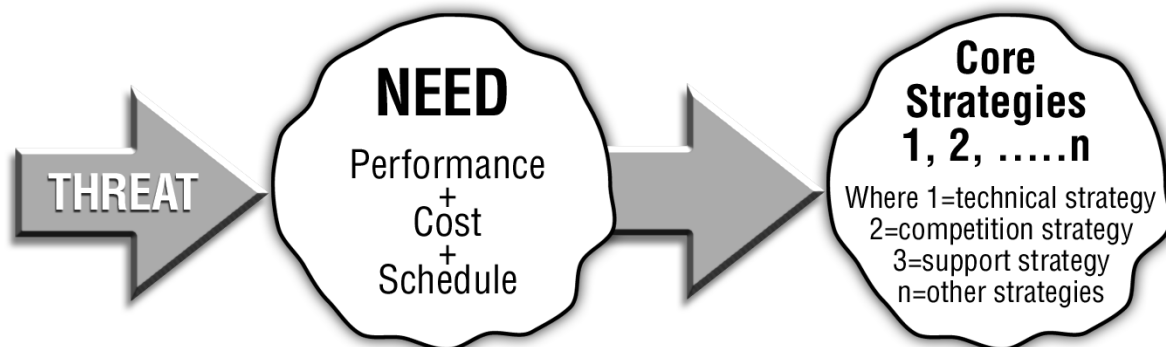 THREAT
NEED
Performance
+
Cost
+
Schedule
Core
Strategies
1, 2, .....n
Where 1=technical strategy
2=competition strategy
3=support strategy
n=other strategies